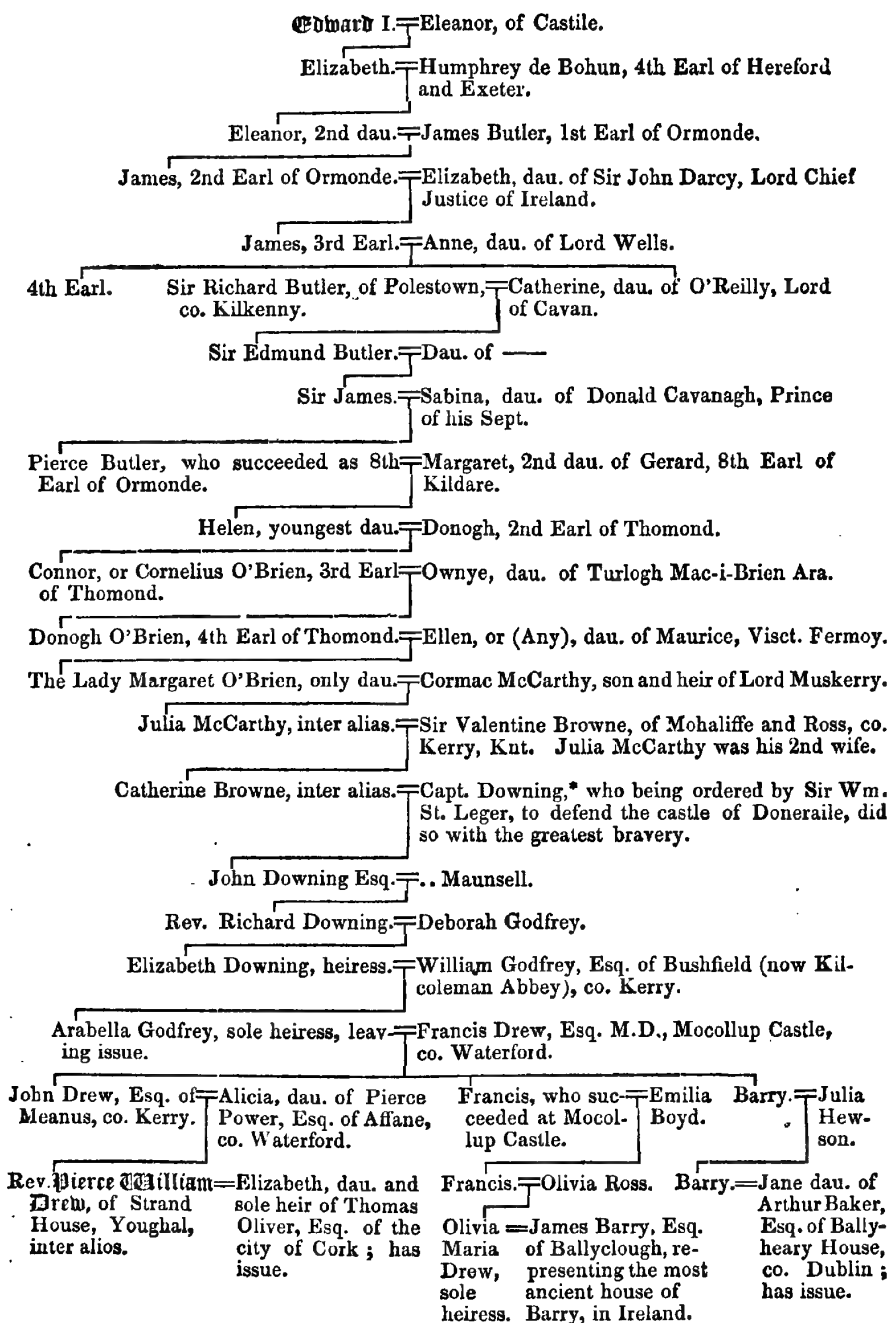 Edward I.=Eleanor, of Castile.
Elizabeth.=Humphrey de Bohun, 4th Earl of Hereford
and Exeter.
Eleanor, 2nd dau.=James Butler, 1st Earl of Ormonde.
James, 2nd Earl of Ormonde.=Elizabeth, dau. of Sir John Darcy, Lord Chief
Justice of Ireland.
James, 3rd Earl.=Anne, dau. of Lord Wells.
4th Earl.
Sir Richard Butler, of Polestown,=Catherine, dau. of O'Reilly, Lord
co. Kilkenny.
of Cavan.
Sir Edmund Butler.=Dau. of ——
Sir James.=Sabina, dau. of Donald Cavanagh, Prince
of his Sept.
Pierce Butler, who succeeded as 8th=Margaret, 2nd dau. of Gerard, 8th Earl of
Earl of Ormonde.
Kildare.
Helen, youngest dau.=Donogh, 2nd Earl of Thomond.
Connor, or Cornelius O'Brien, 3rd Earl=Ownye, dau. of Turlogh Mac-i-Brien Ara.
of Thomond.
Donogh O'Brien, 4th Earl of Thomond.=Ellen, or (Any), dau. of Maurice, Visct. Fermoy.
The Lady Margaret O'Brien, only dau.=Cormac McCarthy, son and heir of Lord Muskerry.
Julia McCarthy, inter alias.=Sir Valentine Browne, of Mohaliffe and Ross, co.
Kerry, Knt. Julia McCarthy was his 2nd wife.
Catherine Browne, inter alias.=Capt. Downing,* who being ordered by Sir Wm.
St. Leger, to defend the castle of Doneraile, did
so with the greatest bravery.
John Downing Esq.=.. Maunsell.
Rev. Richard Downing.=Deborah Godfrey.
Elizabeth Downing, heiress.=William Godfrey, Esq. of Bushfield (now Kil-
coleman Abbey), co. Kerry.
Arabella Godfrey, sole heiress, leav-=Francis Drew, Esq. M.D., Mocollup Castle,
ing issue.
co. Waterford.
John Drew, Esq. of=Alicia, dau. of Pierce
Meanus, co. Kerry.
Power, Esq. of Affane,
co. Waterford.
Francis, who suc-=Emilia
ceeded at Mocol-
Boyd.
lup Castle.
Barry.=Julia
Hew-
son.
Rev. Pierce William=Elizabeth, dau. and
Drew, of Strand
sole heir of Thomas
House, Youghal,
Oliver, Esq. of the
inter alios.
city of Cork; has
issue.
Francis.=Olivia Ross.
Olivia=James Barry, Esq.
Maria
of Ballyclough, re-
Drew,
presenting the most
sole
ancient house of
heiress.
Barry, in Ireland.
Barry.=Jane dau. of
Arthur Baker,
Esq. of Bally-
heary House,
co. Dublin;
has issue.